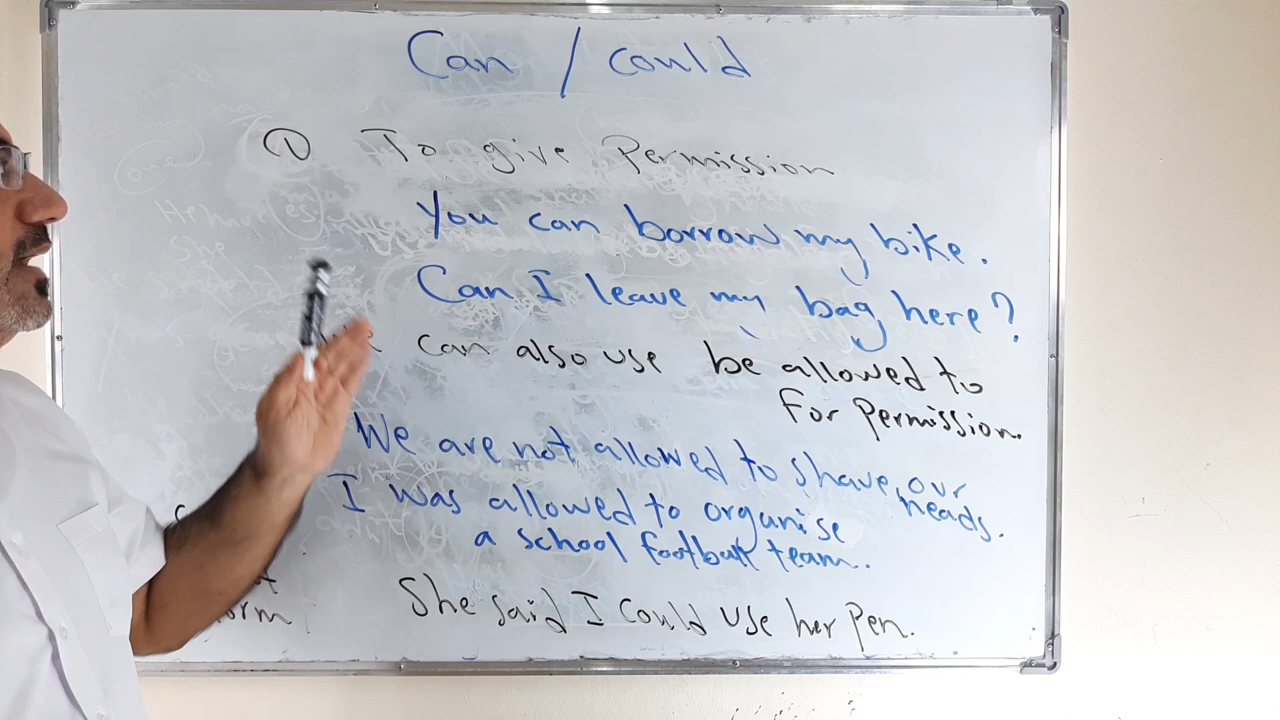 Can / could
① To give Permission
You can borrow my bike.
Can I leave my bag here?
can also use be allowed to
for permission.
We are not allowed to shave our
heads.
I was allowed to organise
a school football team.
She said I could use her pen.